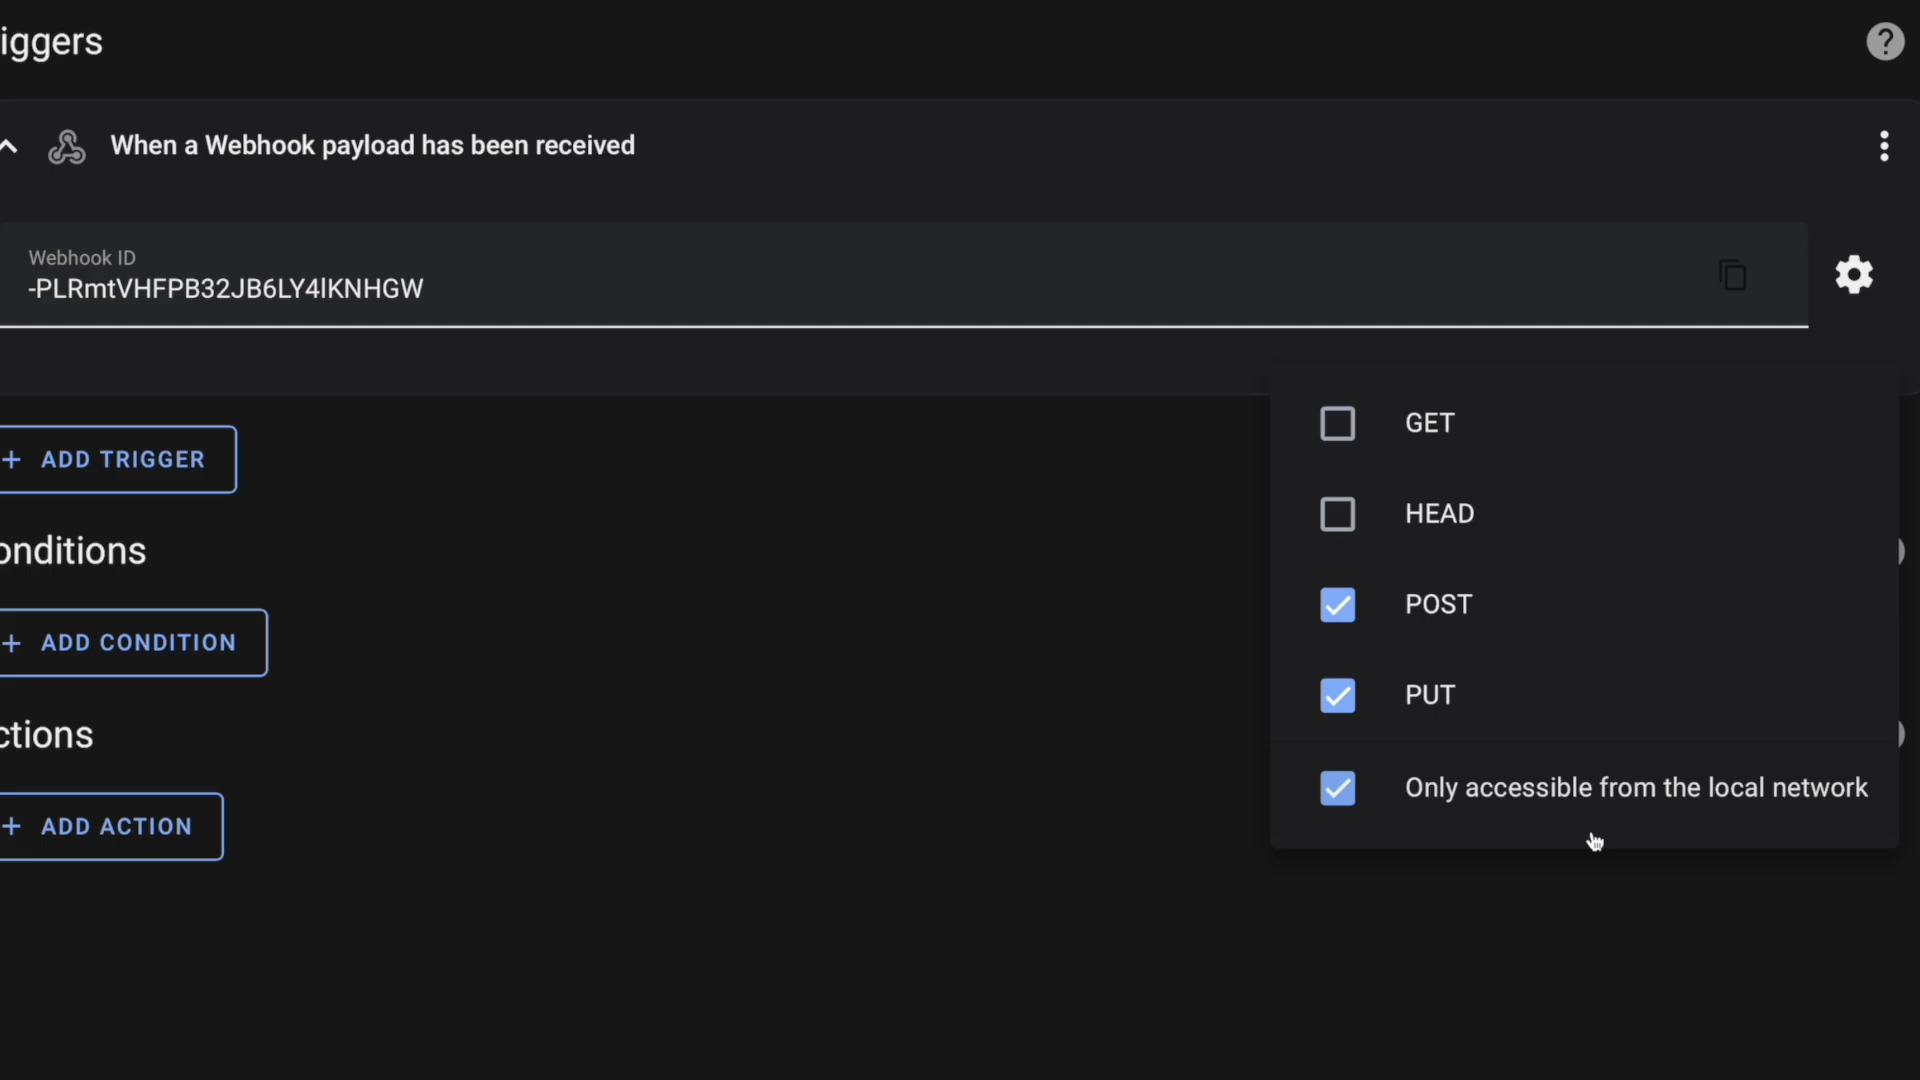 iggers
When a Webhook payload has been received
Webhook ID
-PLRmtVHFPB32JB6LY4lKNHGW
GET
+ ADD TRIGGER
HEAD
onditions
POST
+ ADD CONDITION
PUT
ctions
Only accessible from the local network
+ ADD ACTION